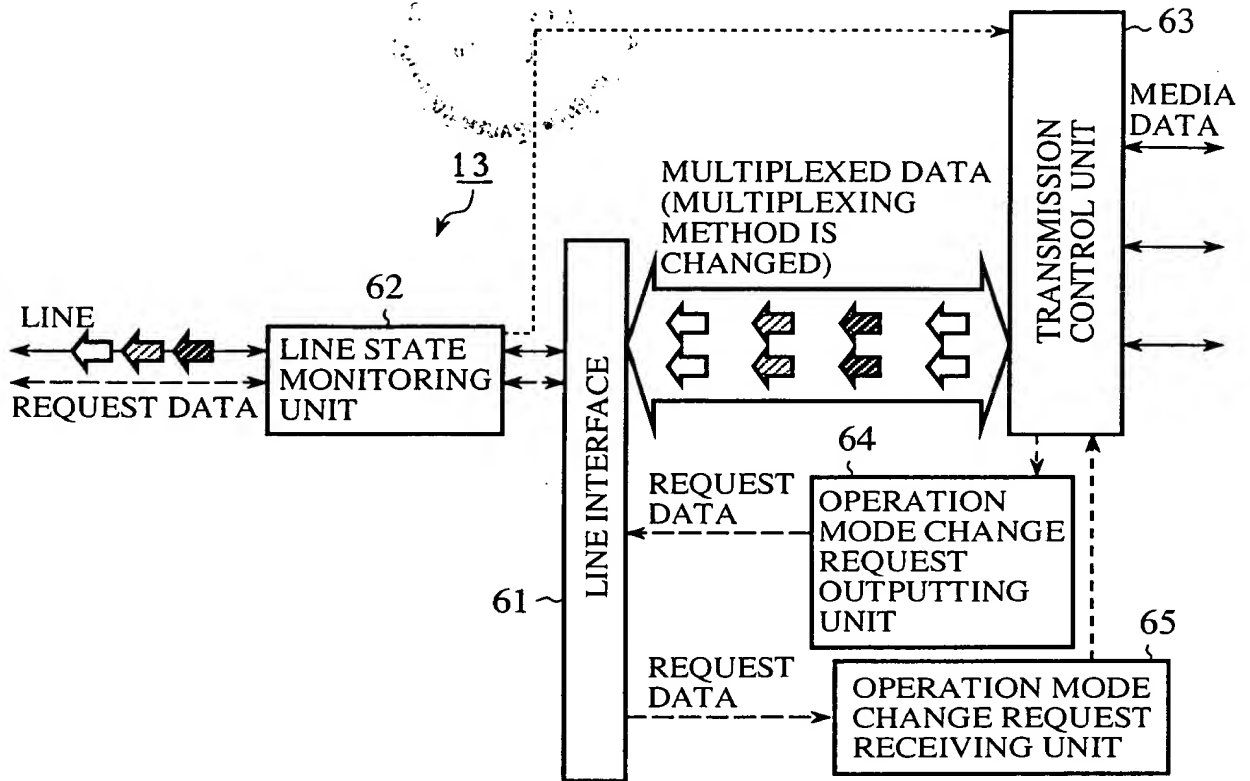 63
MEDIA
DATA
TRANSMISSION
CONTROL UNIT
13
MULTIPLEXED DATA
(MULTIPLEXING
METHOD IS
CHANGED)
62
LINE
LINE STATE
MONITORING
UNIT
REQUEST DATA
LINE INTERFACE
61
64
REQUEST
DATA
OPERATION
MODE CHANGE
REQUEST
OUTPUTTING
UNIT
65
REQUEST
DATA
OPERATION MODE
CHANGE REQUEST
RECEIVING UNIT